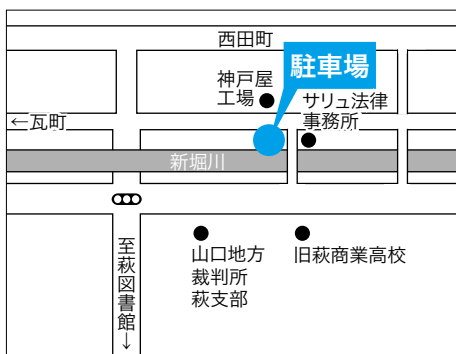 西田町
駐車場
神戸屋
工場
サリュ法律
事務所
←瓦町
新堀川
山口地方
裁判所
萩支部
旧萩商業高校
至萩図書館→